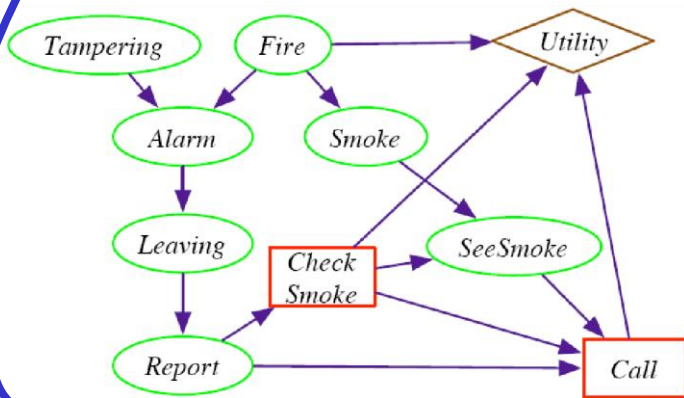 Tampering
Fire
Utility
Alarm
Smoke
Leaving
Check
Smoke
SeeSmoke
Report
Call